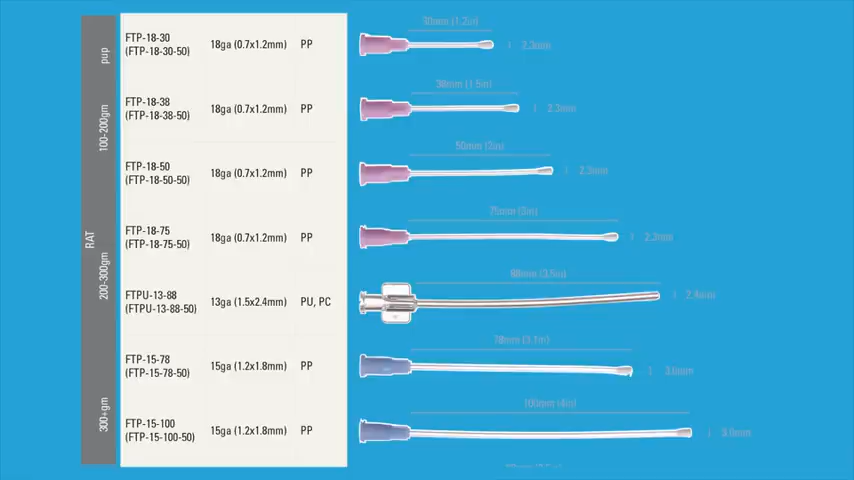 RAT
pup
100-200gm
200-300gm
300+gm
FTP-18-30
(FTP-18-30-50)
18ga (0.7x1.2mm)
PP
30mm (1.2in)
2.3mm
FTP-18-38
(FTP-18-38-50)
18ga (0.7x1.2mm)
PP
38mm (1.5in)
2.3mm
FTP-18-50
(FTP-18-50-50)
18ga (0.7x1.2mm)
PP
50mm (2in)
2.3mm
FTP-18-75
(FTP-18-75-50)
18ga (0.7x1.2mm)
PP
75mm (3in)
2.3mm
FTPU-13-88
(FTPU-13-88-50)
13ga (1.5x2.4mm)
PU, PC
88mm (3.5in)
2.4mm
FTP-15-78
(FTP-15-78-50)
15ga (1.2x1.8mm)
PP
78mm (3.1in)
3.0mm
FTP-15-100
(FTP-15-100-50)
15ga (1.2x1.8mm)
PP
100mm (4in)
3.0mm